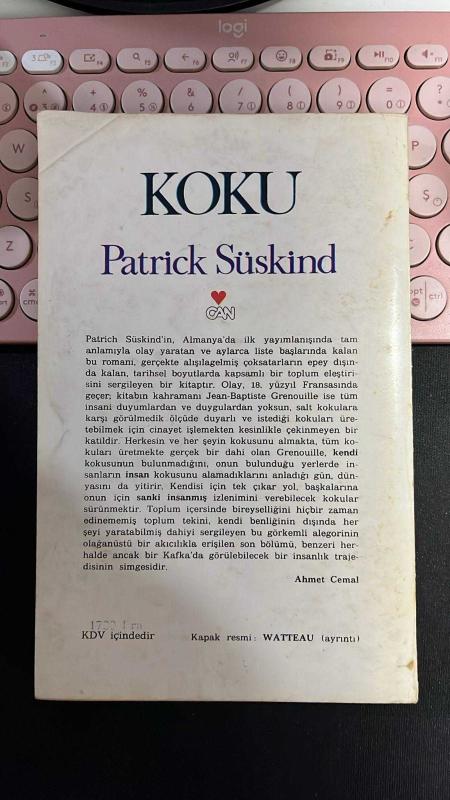 logi
KOKU
Patrick Süskind
CAN
Patrich Süskind'in, Almanya'da ilk yayımlanışında tam
anlamıyla olay yaratan ve aylarca liste başlarında kalan
bu romanı, gerçekte alışılagelmiş çoksatarların epey dışın-
da kalan, tarihsel boyutlarda kapsamlı bir toplum eleştiri-
sini sergileyen bir kitaptır. Olay, 18. yüzyıl Fransasında
geçer; kitabın kahramanı Jean-Baptiste Grenouille ise tüm
insani duyumlardan ve duygulardan yoksun, salt kokulara
karşı görülmedik ölçüde duyarlı ve istediği kokuları üre-
tebilmek için cinayet işlemekten kesinlikle çekinmeyen bir
katildir. Herkesin ve her şeyin kokusunu almakta, tüm ko-
kuları üretmekte gerçek bir dahi olan Grenouille, kendi
kokusunun bulunmadığını, onun bulunduğu yerlerde in-
sanların insan kokusunu alamadıklarını anladığı gün, dün-
yasını da yitirir. Kendisi için tek çıkar yol, başkalarına
onun için sanki insanmış izlenimini verebilecek kokular
sürünmektir. Toplum içersinde bireyselliğini hiçbir zaman
edinememiş toplum tekini, kendi benliğinin dışında her
şeyi yaratabilmiş dahiyi sergileyen bu görkemli alegorinin
olağanüstü bir akıcılıkla erişilen son bölümü, benzeri her-
halde ancak bir Kafka'da görülebilecek bir insanlık traje-
disinin simgesidir.
Ahmet Cemal
KDV içindedir
Kapak resmi: WATTEAU (ayrıntı)